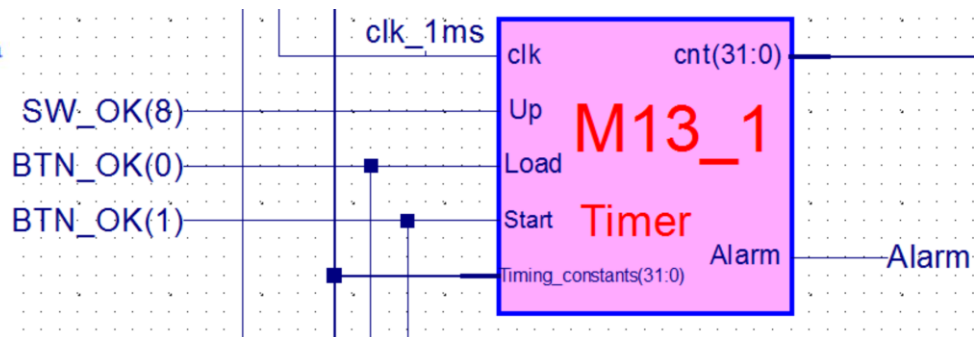 clk_1ms
clk
cnt(31:0)
SW_OK(8)
Up
M13_1
BTN_OK(0)
Load
BTN_OK(1)
Start
Timer
Alarm
Alarm
Timing_constants(31:0)